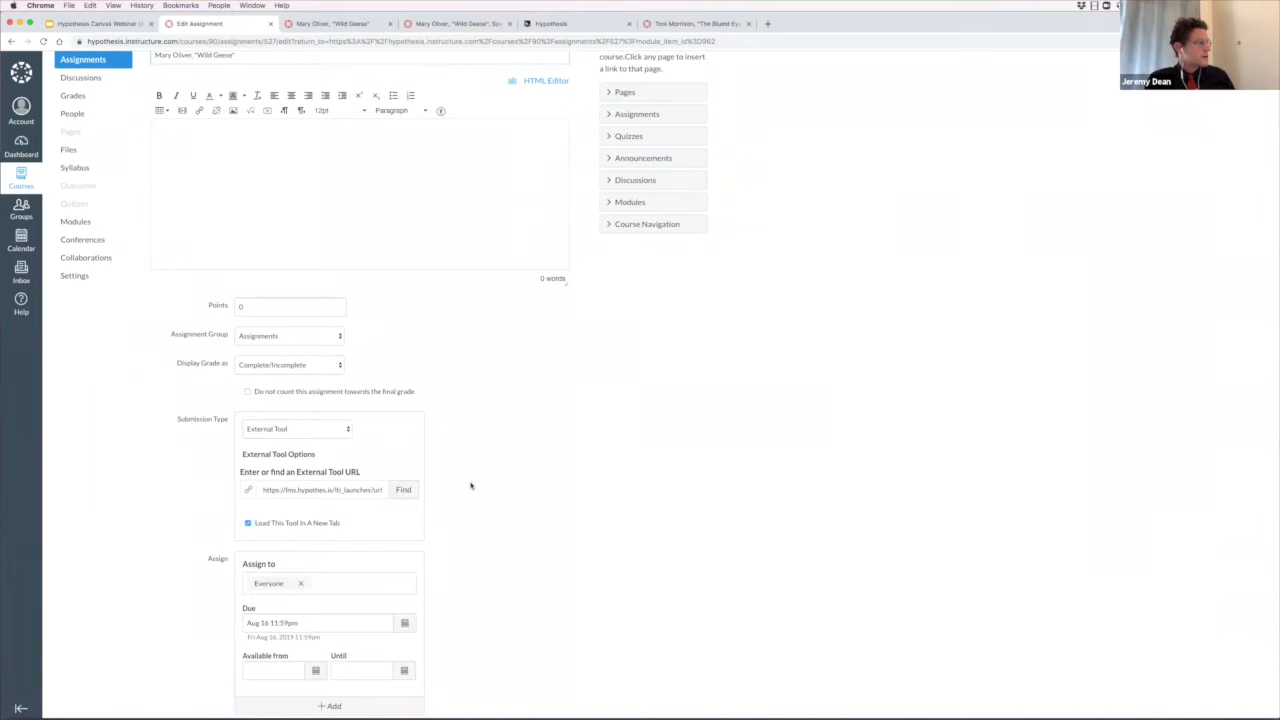 Chrome File Edit View History Bookmarks People Window Help
Hypothesis Canvas Webinar
Edit Assignment
Mary Oliver, "Wild Geese"
Mary Oliver, "Wild Geese", Sp
Hypothesis
Toni Morrison, "The Bluest Eye
hypothesis.instructure.com/courses/90/assignments/527/edit?return_to=https%3A%2F%2Fhypothesis.instructure.com%2Fcourses%2F90%2Fassignments%2F527%3Fmodule_item_id%3D962
Jeremy Dean
Account
Dashboard
Courses
Groups
Calendar
Inbox
Help
Assignments
Discussions
Grades
People
Pages
Files
Syllabus
Outcomes
Quizzes
Modules
Conferences
Collaborations
Settings
Mary Oliver, "Wild Geese"
HTML Editor
12pt
Paragraph
0 words
Points
0
Assignment Group
Assignments
Display Grade as
Complete/Incomplete
Do not count this assignment towards the final grade
Submission Type
External Tool
External Tool Options
Enter or find an External Tool URL
https://lms.hypothes.is/lti_launches?url
Find
Load This Tool In A New Tab
Assign
Assign to
Everyone
Due
Aug 16 11:59pm
Fri Aug 16, 2019 11:59pm
Available from
Until
+ Add
course.Click any page to insert
a link to that page.
Pages
Assignments
Quizzes
Announcements
Discussions
Modules
Course Navigation